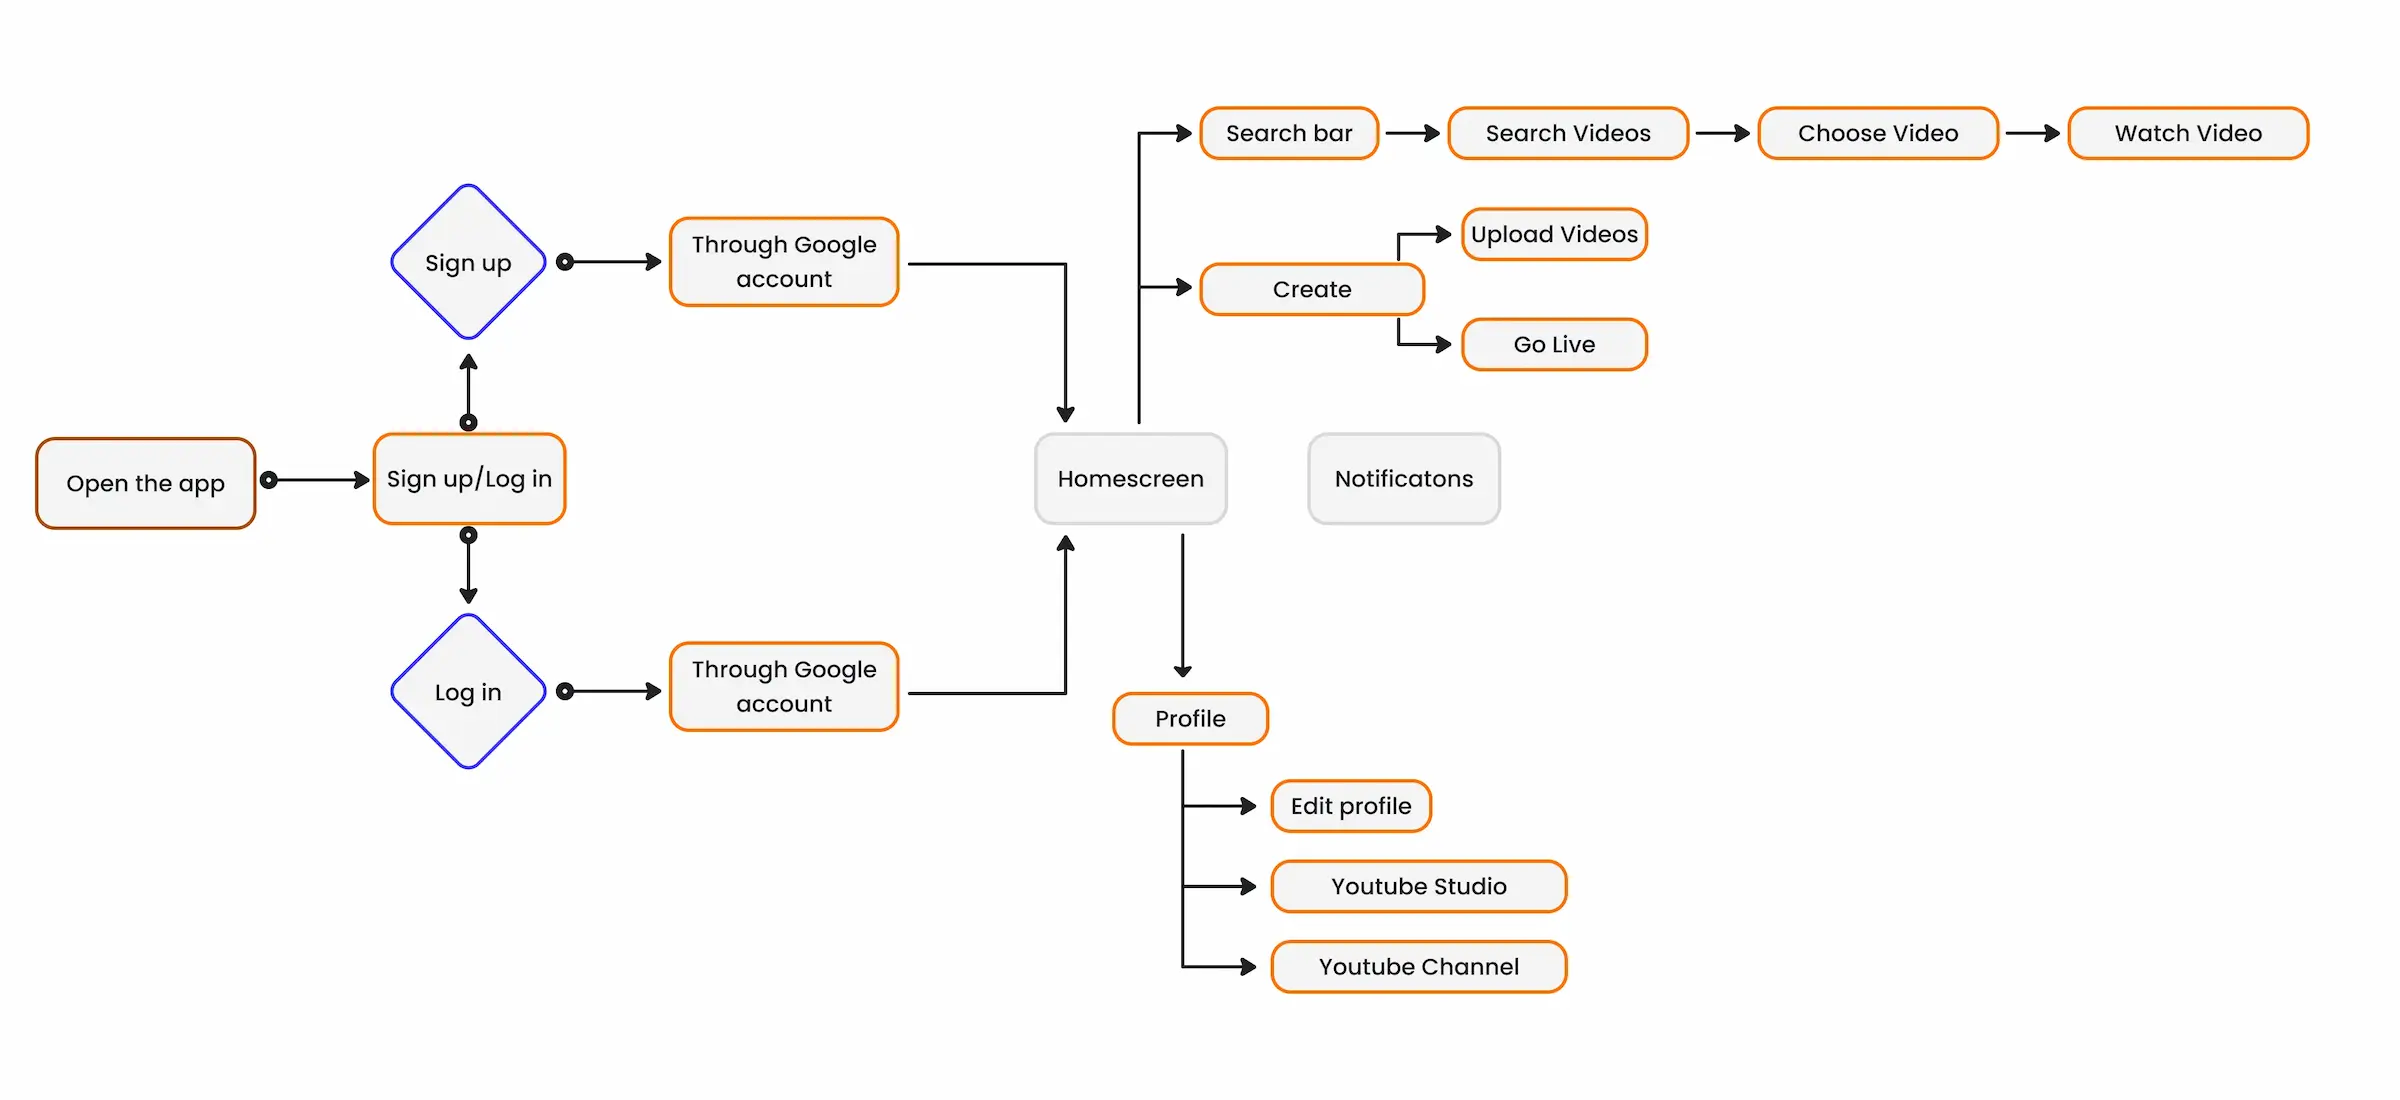 Search bar
Search Videos
Choose Video
Watch Video
Upload Videos
Sign up
Through Google
account
Create
Go Live
Open the app
Sign up/Log in
Homescreen
Notificatons
Log in
Through Google
account
Profile
Edit profile
Youtube Studio
Youtube Channel